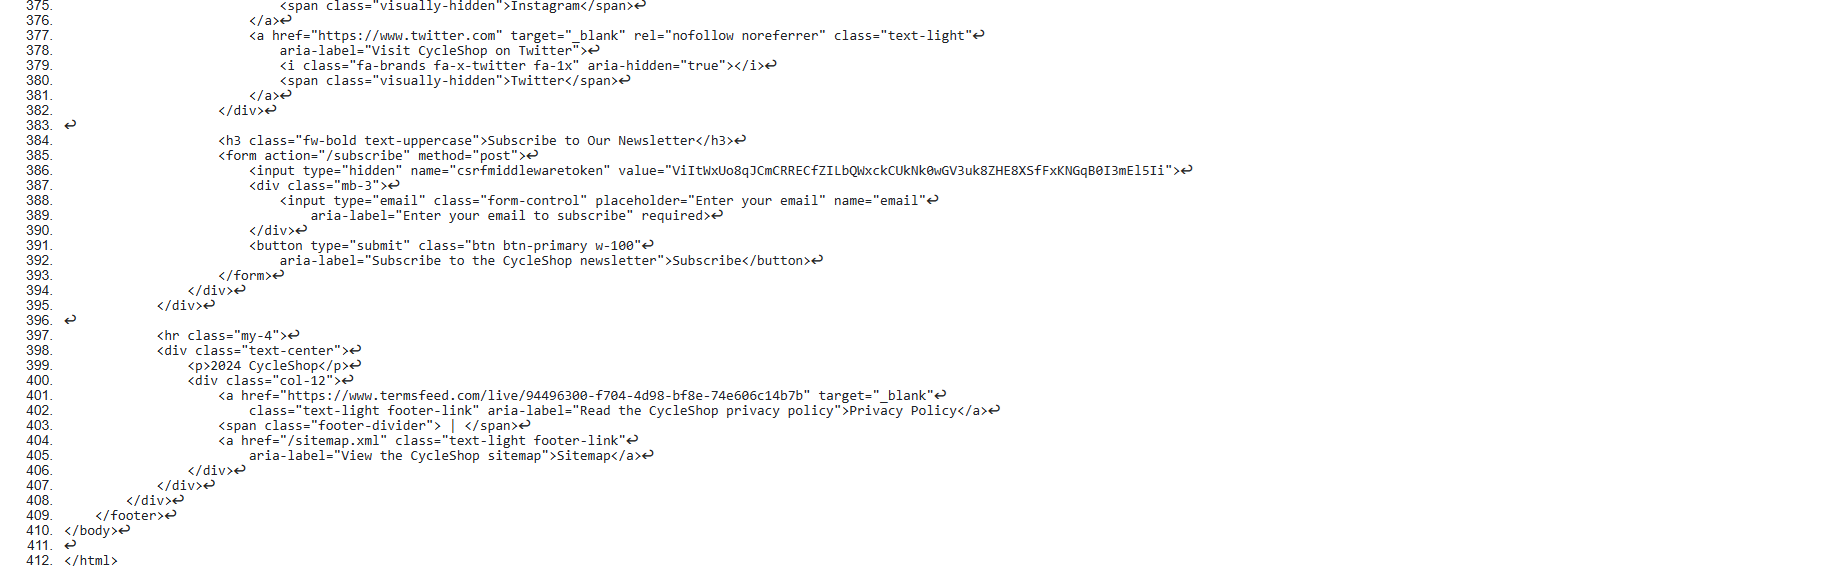 375. <span class="visually-hidden">Instagram</span>↩
376. </a>↩
377. <a href="https://www.twitter.com" target="_blank" rel="nofollow noreferrer" class="text-light"↩
378. aria-label="Visit CycleShop on Twitter">↩
379. <i class="fa-brands fa-x-twitter fa-1x" aria-hidden="true"></i>↩
380. <span class="visually-hidden">Twitter</span>↩
381. </a>↩
382. </div>↩
383. ↩
384. <h3 class="fw-bold text-uppercase">Subscribe to Our Newsletter</h3>↩
385. <form action="/subscribe" method="post">↩
386. <input type="hidden" name="csrfmiddlewaretoken" value="ViItWxUo8qJCmCRRECfZILbQWxckCUkNk0wGV3uk8ZHE8XSfFxKNGqB0I3mEl5Ii">↩
387. <div class="mb-3">↩
388. <input type="email" class="form-control" placeholder="Enter your email" name="email"↩
389. aria-label="Enter your email to subscribe" required>↩
390. </div>↩
391. <button type="submit" class="btn btn-primary w-100"↩
392. aria-label="Subscribe to the CycleShop newsletter">Subscribe</button>↩
393. </form>↩
394. </div>↩
395. </div>↩
396. ↩
397. <hr class="my-4">↩
398. <div class="text-center">↩
399. <p>2024 CycleShop</p>↩
400. <div class="col-12">↩
401. <a href="https://www.termsfeed.com/live/94496300-f704-4d98-bf8e-74e606c14b7b" target="_blank"↩
402. class="text-light footer-link" aria-label="Read the CycleShop privacy policy">Privacy Policy</a>↩
403. <span class="footer-divider"> | </span>↩
404. <a href="/sitemap.xml" class="text-light footer-link"↩
405. aria-label="View the CycleShop sitemap">Sitemap</a>↩
406. </div>↩
407. </div>↩
408. </div>↩
409. </footer>↩
410. </body>↩
411. ↩
412. </html>